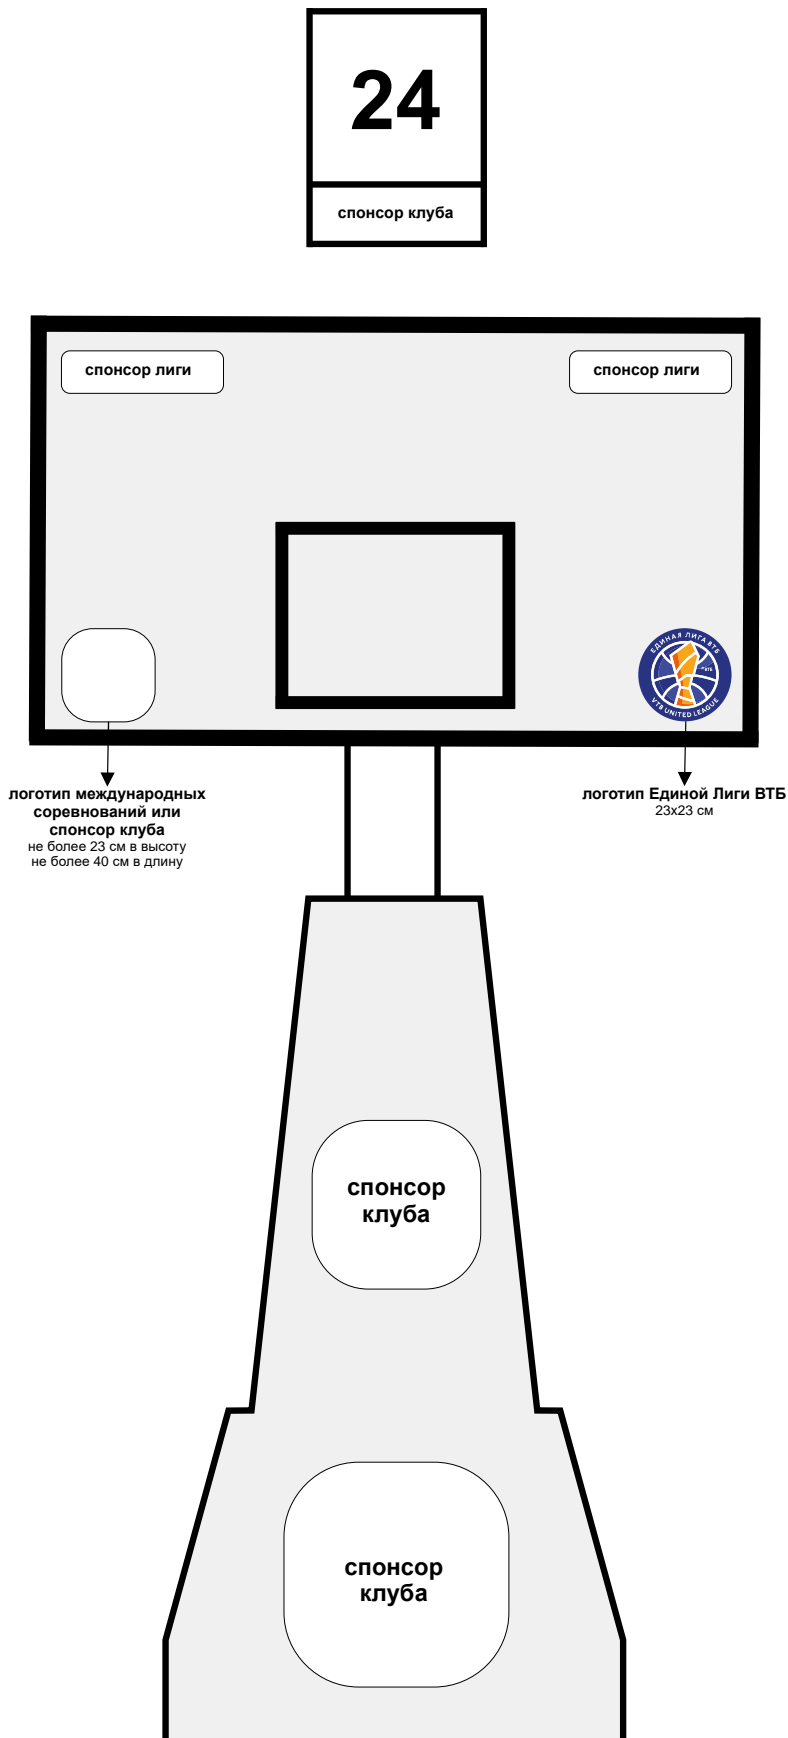 24
спонсор клуба
спонсор лиги
спонсор лиги
ЕДИНАЯ ЛИГА ВТБ
ВТБ
VTB UNITED LEAGUE
логотип международных
соревнований или
спонсор клуба
не более 23 см в высоту
не более 40 см в длину
логотип Единой Лиги ВТБ
23x23 см
спонсор
клуба
спонсор
клуба